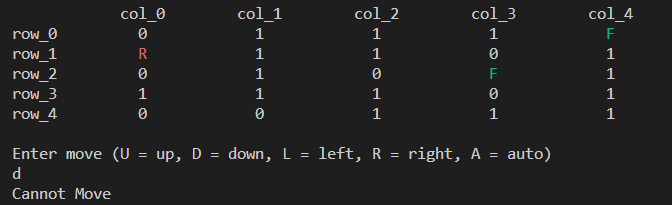 col_0 col_1 col_2 col_3 col_4
row_0 0 1 1 1 F
row_1 R 1 1 0 1
row_2 0 1 0 F 1
row_3 1 1 1 0 1
row_4 0 0 1 1 1
Enter move (U = up, D = down, L = left, R = right, A = auto)
d
Cannot Move